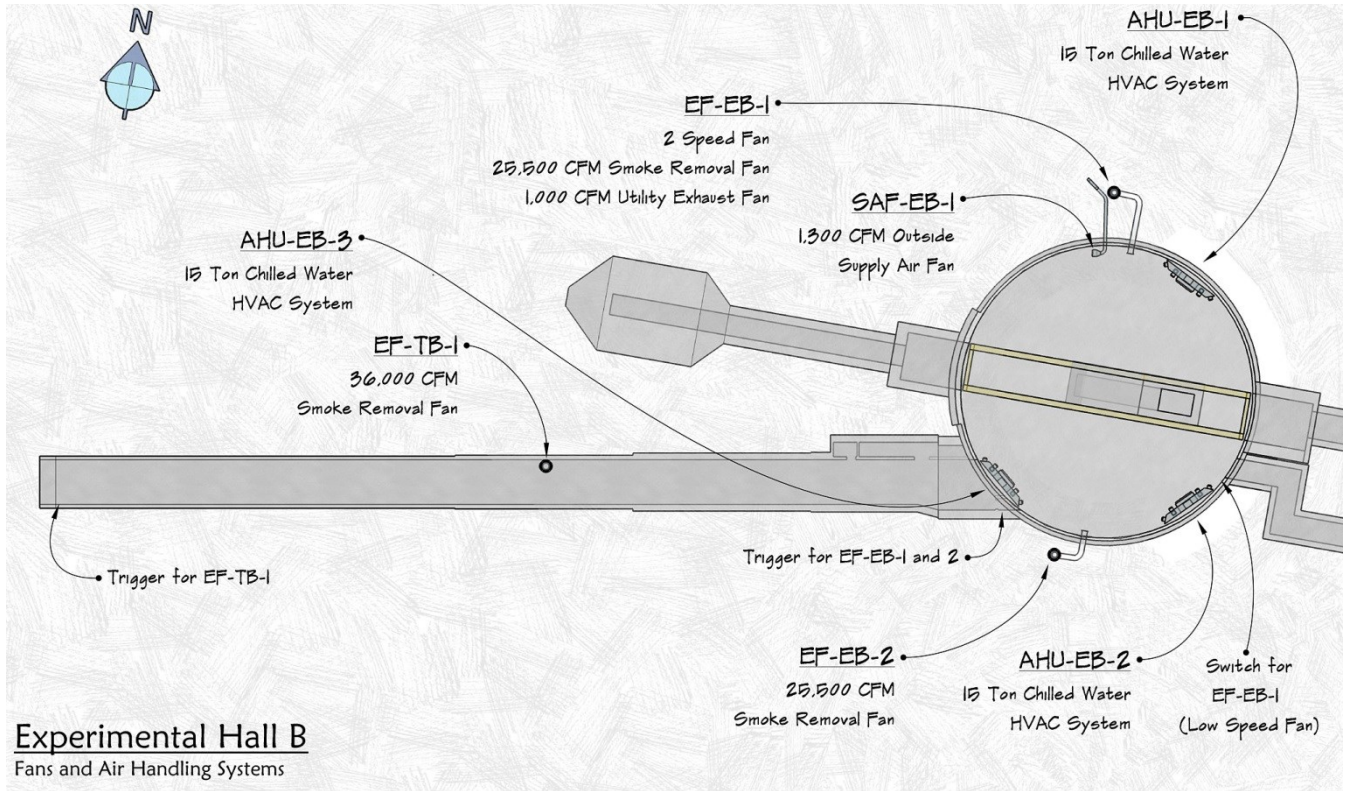 N
AHU-EB-1
15 Ton Chilled Water
HVAC System
EF-EB-1
2 Speed Fan
25,500 CFM Smoke Removal Fan
1,000 CFM Utility Exhaust Fan
SAF-EB-1
1,300 CFM Outside
Supply Air Fan
AHU-EB-3
15 Ton Chilled Water
HVAC System
EF-TB-1
36,000 CFM
Smoke Removal Fan
Trigger for EF-TB-1
Trigger for EF-EB-1 and 2
EF-EB-2
25,500 CFM
Smoke Removal Fan
AHU-EB-2
15 Ton Chilled Water
HVAC System
Switch for
EF-EB-1
(Low Speed Fan)
Experimental Hall B
Fans and Air Handling Systems